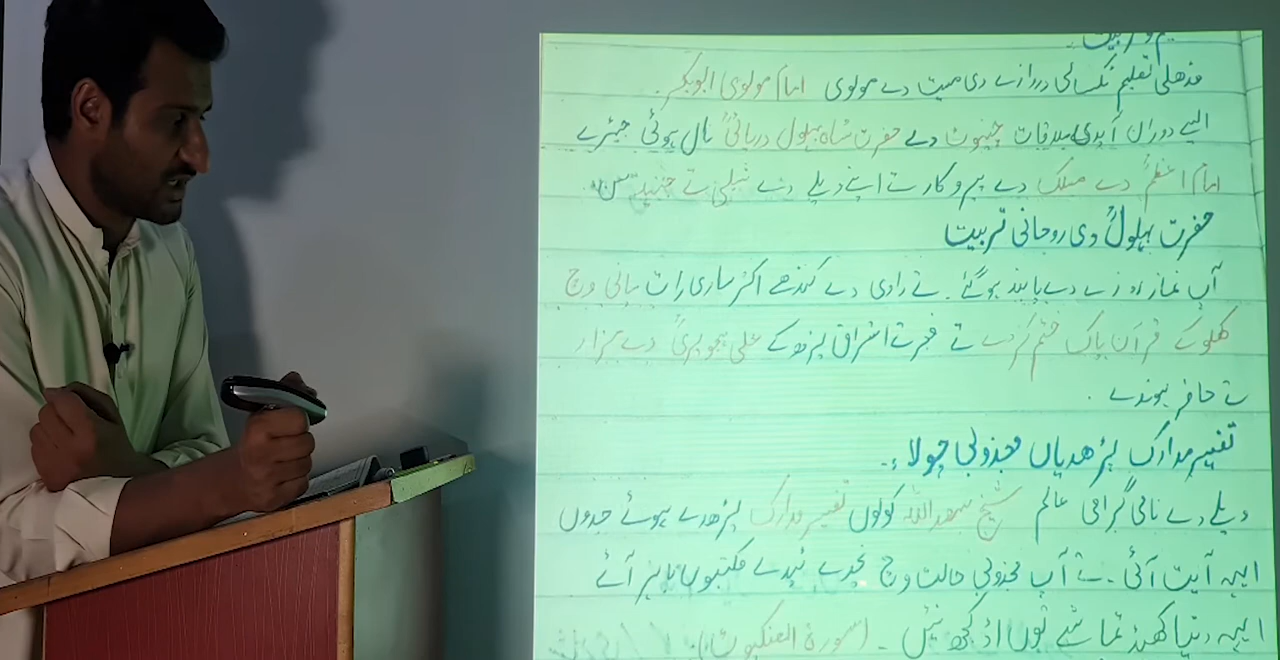 تعلیم و تربیت۔
مڈھلی تعلیم ٹکسالی دروازے دی مسیت دے مولوی امام مولوی ابوبکر۔
ایسے دوران آپ دی ملاقات چنیوٹ دے حضرت شاہ بہلول دریائیؒ نال ہوئی جیہڑے
امام اعظمؒ دے مسلک دے پیروکار تے اپنے ویلے دے شبلیؒ تے جنیدؒ سن۔
حضرت بہلولؒ دی روحانی تربیت
آپ نماز روزے دے پابند ہوگئے۔ تے راوی دے کنڈھے اکثر ساری رات پانی وچ
کھلو کے قرآن پاک ختم کردے تے فجر تے اشراق پڑھ کے علی ہجویریؒ دے مزار
تے حاضر ہوندے۔
تفسیر مدارک پڑھدیاں مجذوبی چولا۔
ویلے دے نامی گرامی عالم شیخ سعد اللہ کولوں تفسیر مدارک پڑھدے ہوئے جدوں
ایہہ آیت آئی۔ تے آپ مجذوبی حالت وچ نچدے ٹپدے مکتبوں باہر آئے
ایہہ دنیا کھیڈ تماشے توں اڈ کجھ نئیں۔ (سورۃ العنکبوت)